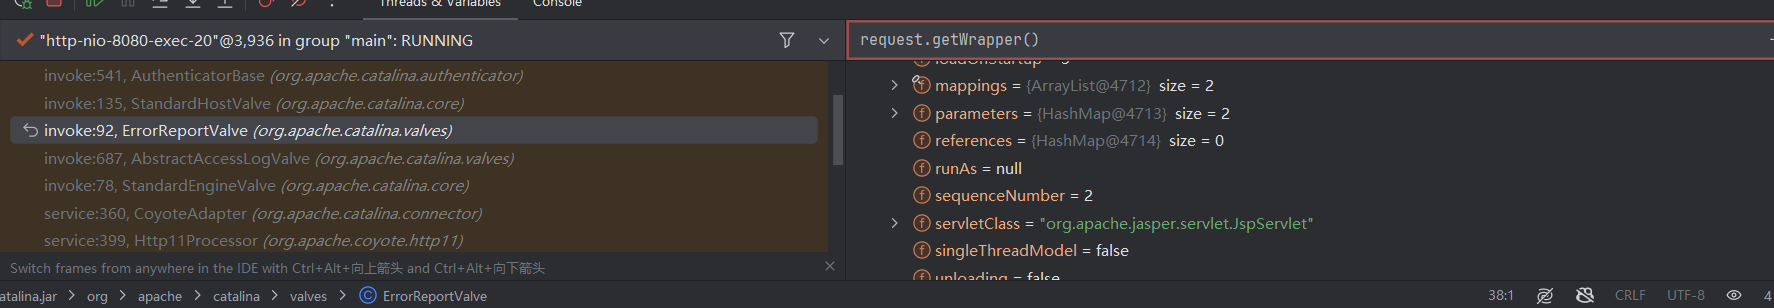 Threads & Variables Console
"http-nio-8080-exec-20"@3,936 in group "main": RUNNING
request.getWrapper()
invoke:541, AuthenticatorBase (org.apache.catalina.authenticator)
invoke:135, StandardHostValve (org.apache.catalina.core)
invoke:92, ErrorReportValve (org.apache.catalina.valves)
invoke:687, AbstractAccessLogValve (org.apache.catalina.valves)
invoke:78, StandardEngineValve (org.apache.catalina.core)
service:360, CoyoteAdapter (org.apache.catalina.connector)
service:399, Http11Processor (org.apache.coyote.http11)
Switch frames from anywhere in the IDE with Ctrl+Alt+向上箭头 and Ctrl+Alt+向下箭头
mappings = {ArrayList@4712} size = 2
parameters = {HashMap@4713} size = 2
references = {HashMap@4714} size = 0
runAs = null
sequenceNumber = 2
servletClass = "org.apache.jasper.servlet.JspServlet"
singleThreadModel = false
unloading = false
atalina.jar > org > apache > catalina > valves > ErrorReportValve
38:1 CRLF UTF-8 4